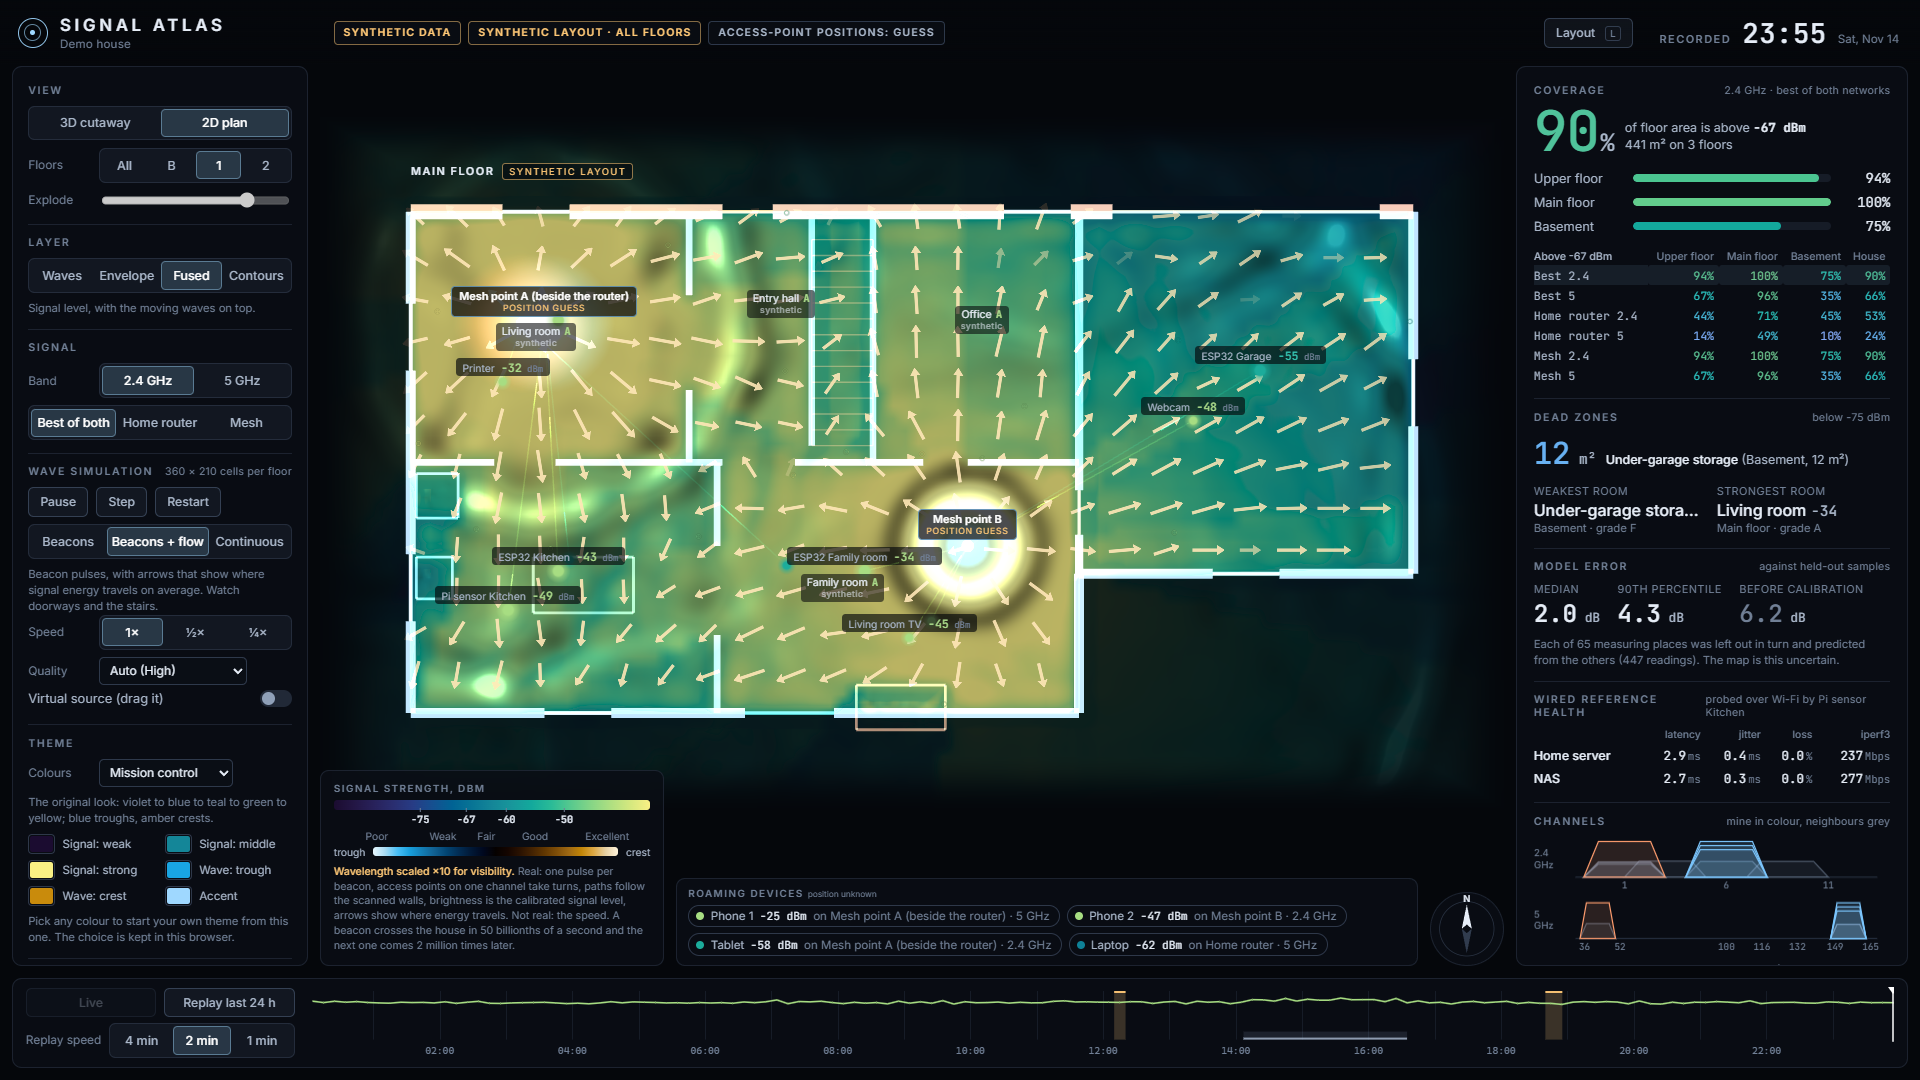 SIGNAL ATLAS
Demo house
SYNTHETIC DATA
SYNTHETIC LAYOUT · ALL FLOORS
ACCESS-POINT POSITIONS: GUESS
Layout L
RECORDED 23:55 Sat, Nov 14
VIEW
3D cutaway 2D plan
Floors All B 1 2
Explode
LAYER
Waves Envelope Fused Contours
Signal level, with the moving waves on top.
SIGNAL
Band 2.4 GHz 5 GHz
Best of both Home router Mesh
WAVE SIMULATION 360 × 210 cells per floor
Pause Step Restart
Beacons Beacons + flow Continuous
Beacon pulses, with arrows that show where
signal energy travels on average. Watch
doorways and the stairs.
Speed 1× ½× ¼×
Quality Auto (High)
Virtual source (drag it)
THEME
Colours Mission control
The original look: violet to blue to teal to green to
yellow; blue troughs, amber crests.
Signal: weak Signal: middle
Signal: strong Wave: trough
Wave: crest Accent
Pick any colour to start your own theme from this
one. The choice is kept in this browser.
MAIN FLOOR SYNTHETIC LAYOUT
Mesh point A (beside the router)
POSITION GUESS
Living room A
synthetic
Printer -32 dBm
Entry hall A
synthetic
Office A
synthetic
ESP32 Garage -55 dBm
Webcam -48 dBm
Mesh point B
POSITION GUESS
ESP32 Kitchen -43 dBm
ESP32 Family room -34 dBm
Family room A
synthetic
Pi sensor Kitchen -49 dBm
Living room TV -45 dBm
SIGNAL STRENGTH, DBM
-75 -67 -60 -50
Poor Weak Fair Good Excellent
trough crest
Wavelength scaled ×10 for visibility. Real: one pulse per
beacon, access points on one channel take turns, paths follow
the scanned walls, brightness is the calibrated signal level,
arrows show where energy travels. Not real: the speed. A
beacon crosses the house in 50 billionths of a second and the
next one comes 2 million times later.
ROAMING DEVICES position unknown
Phone 1 -25 dBm on Mesh point A (beside the router) · 5 GHz
Phone 2 -47 dBm on Mesh point B · 2.4 GHz
Tablet -58 dBm on Mesh point A (beside the router) · 2.4 GHz
Laptop -62 dBm on Home router · 5 GHz
N
COVERAGE 2.4 GHz · best of both networks
90% of floor area is above -67 dBm
441 m² on 3 floors
Upper floor 94%
Main floor 100%
Basement 75%
Above -67 dBm Upper floor Main floor Basement House
Best 2.4 94% 100% 75% 90%
Best 5 67% 96% 35% 66%
Home router 2.4 44% 71% 45% 53%
Home router 5 14% 49% 10% 24%
Mesh 2.4 94% 100% 75% 90%
Mesh 5 67% 96% 35% 66%
DEAD ZONES below -75 dBm
12 m² Under-garage storage (Basement, 12 m²)
WEAKEST ROOM STRONGEST ROOM
Under-garage stora... Living room -34
Basement · grade F Main floor · grade A
MODEL ERROR against held-out samples
MEDIAN 90TH PERCENTILE BEFORE CALIBRATION
2.0 dB 4.3 dB 6.2 dB
Each of 65 measuring places was left out in turn and predicted
from the others (447 readings). The map is this uncertain.
WIRED REFERENCE HEALTH probed over Wi-Fi by Pi sensor Kitchen
latency jitter loss iperf3
Home server 2.9 ms 0.4 ms 0.0 % 237 Mbps
NAS 2.7 ms 0.3 ms 0.0 % 277 Mbps
CHANNELS mine in colour, neighbours grey
2.4 GHz
1 6 11
5 GHz
36 52 100 116 132 149 165
Live Replay last 24 h
Replay speed 4 min 2 min 1 min
02:00 04:00 06:00 08:00 10:00 12:00 14:00 16:00 18:00 20:00 22:00